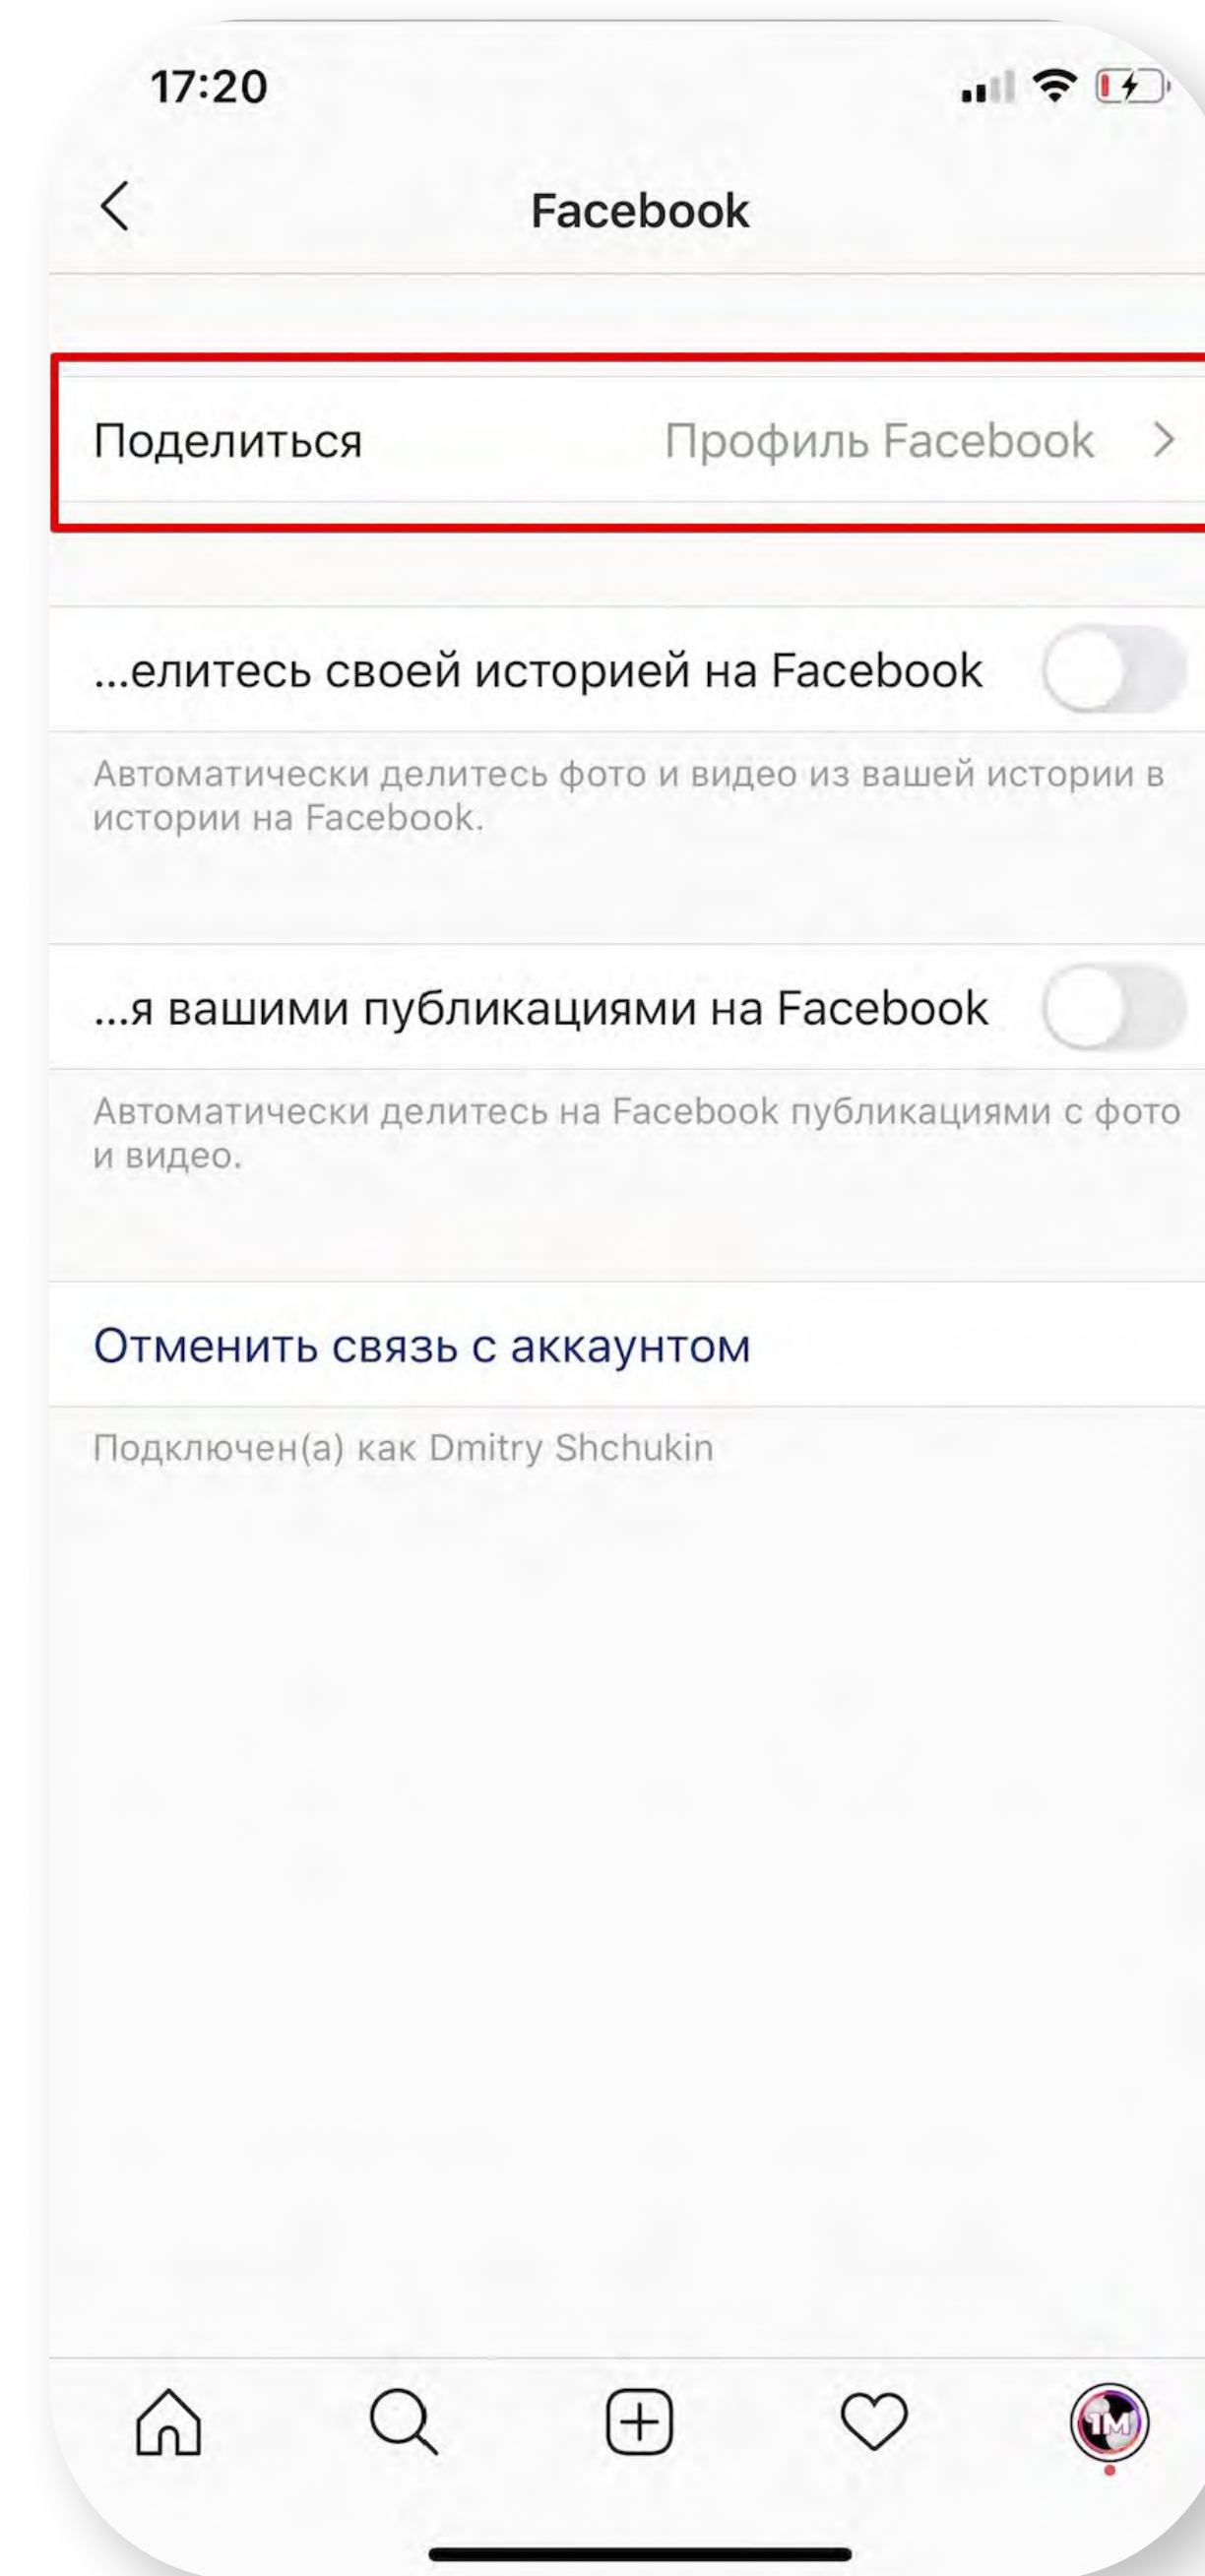 17:20
Facebook
Поделиться Профиль Facebook
...елитесь своей историей на Facebook
Автоматически делитесь фото и видео из вашей истории в
истории на Facebook.
...я вашими публикациями на Facebook
Автоматически делитесь на Facebook публикациями с фото
и видео.
Отменить связь с аккаунтом
Подключен(а) как Dmitry Shchukin
1M